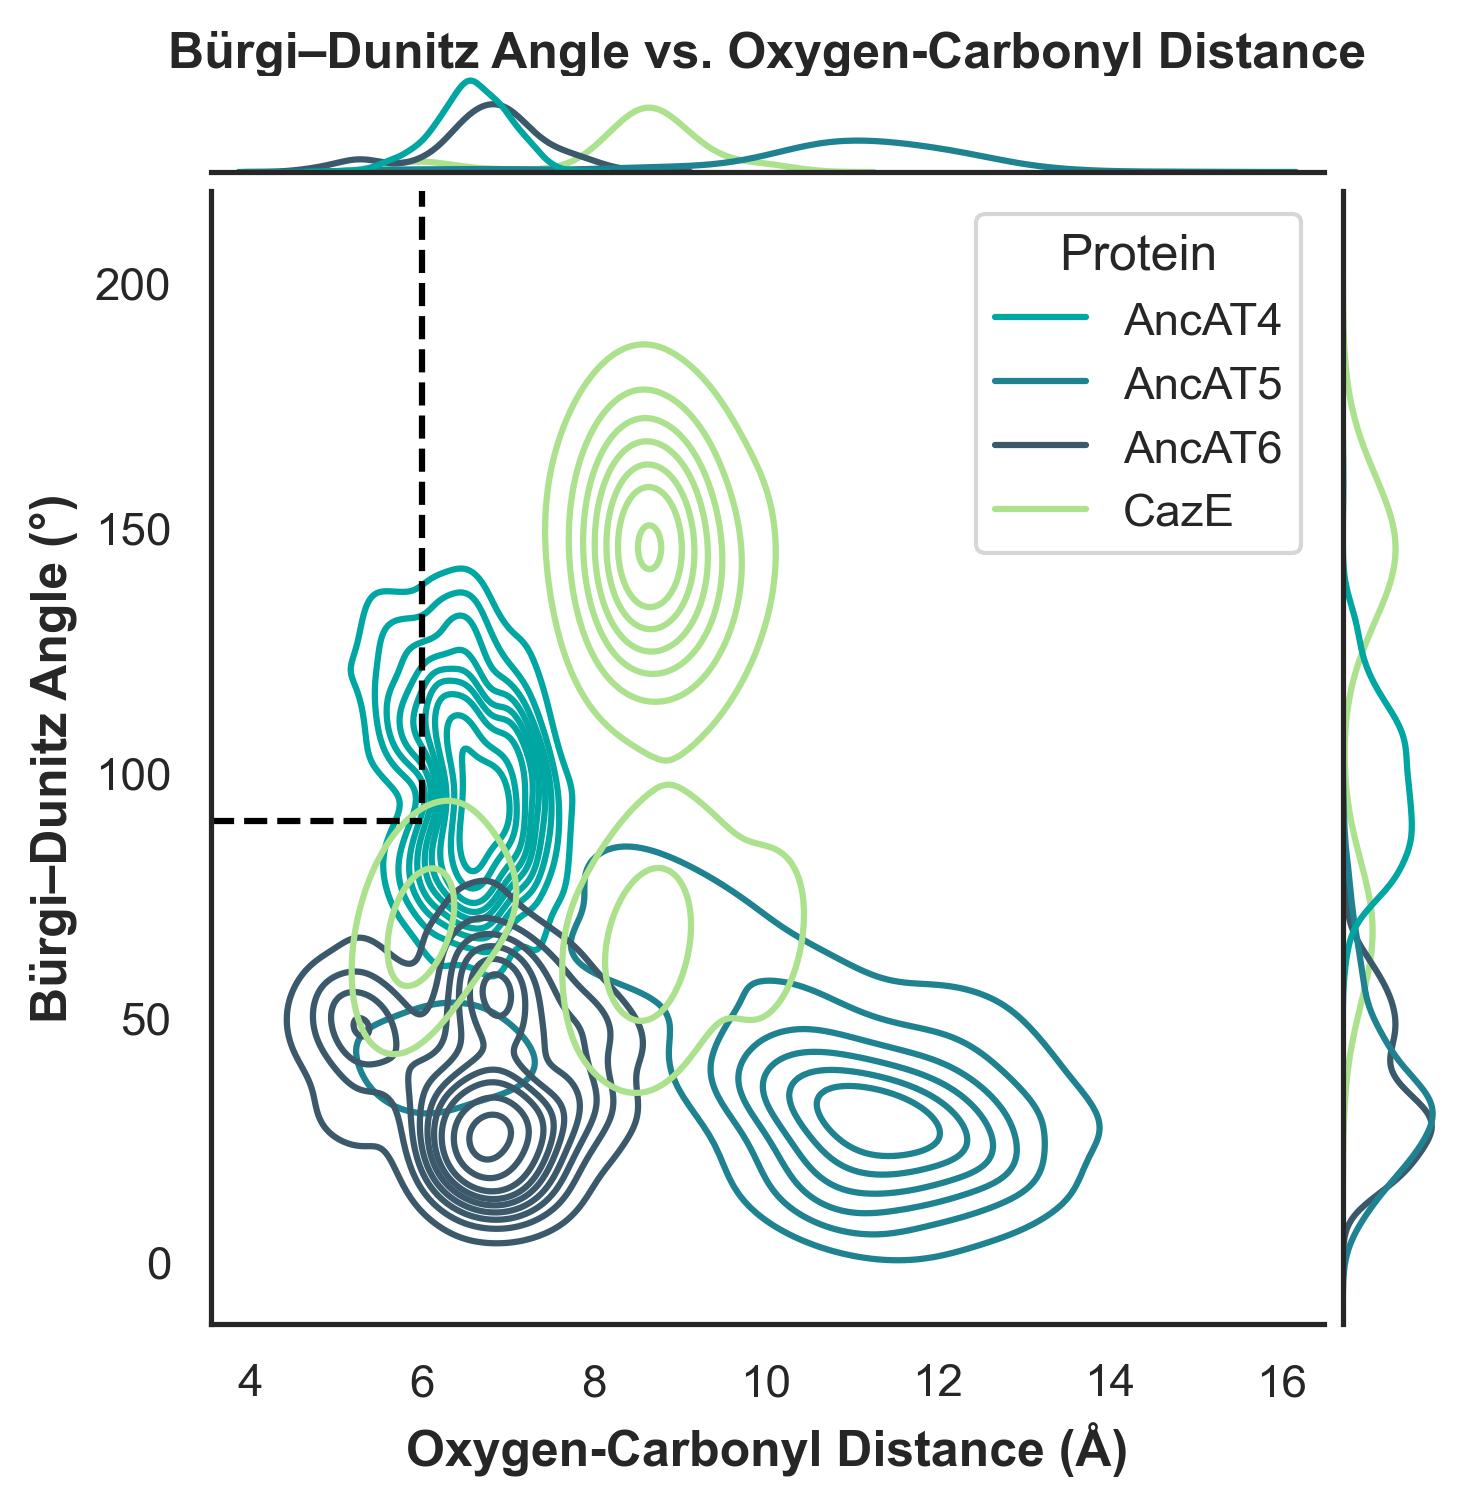 Bürgi–Dunitz Angle vs. Oxygen-Carbonyl Distance
Protein
AncAT4
AncAT5
AncAT6
CazE
200
150
100
50
0
Bürgi–Dunitz Angle (°)
4 6 8 10 12 14 16
Oxygen-Carbonyl Distance (Å)